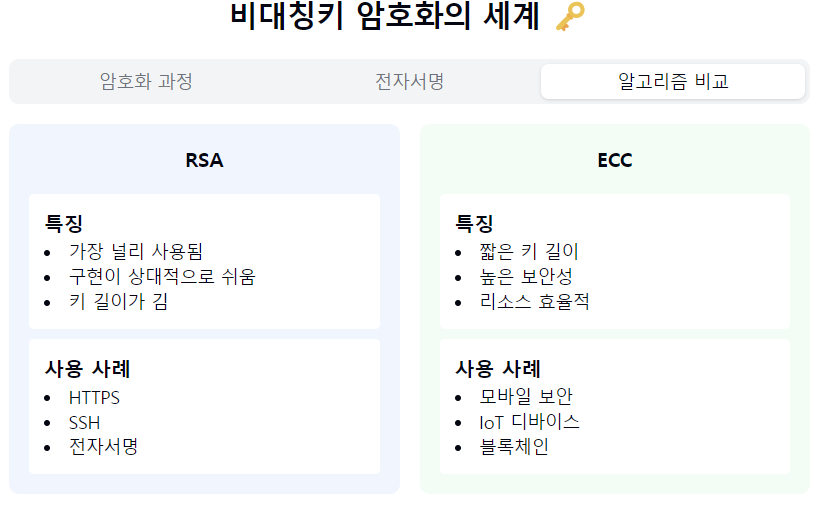 비대칭키 암호화의 세계 🔑
암호화 과정
전자서명
알고리즘 비교
RSA
특징
• 가장 널리 사용됨
• 구현이 상대적으로 쉬움
• 키 길이가 김
사용 사례
• HTTPS
• SSH
• 전자서명
ECC
특징
• 짧은 키 길이
• 높은 보안성
• 리소스 효율적
사용 사례
• 모바일 보안
• IoT 디바이스
• 블록체인